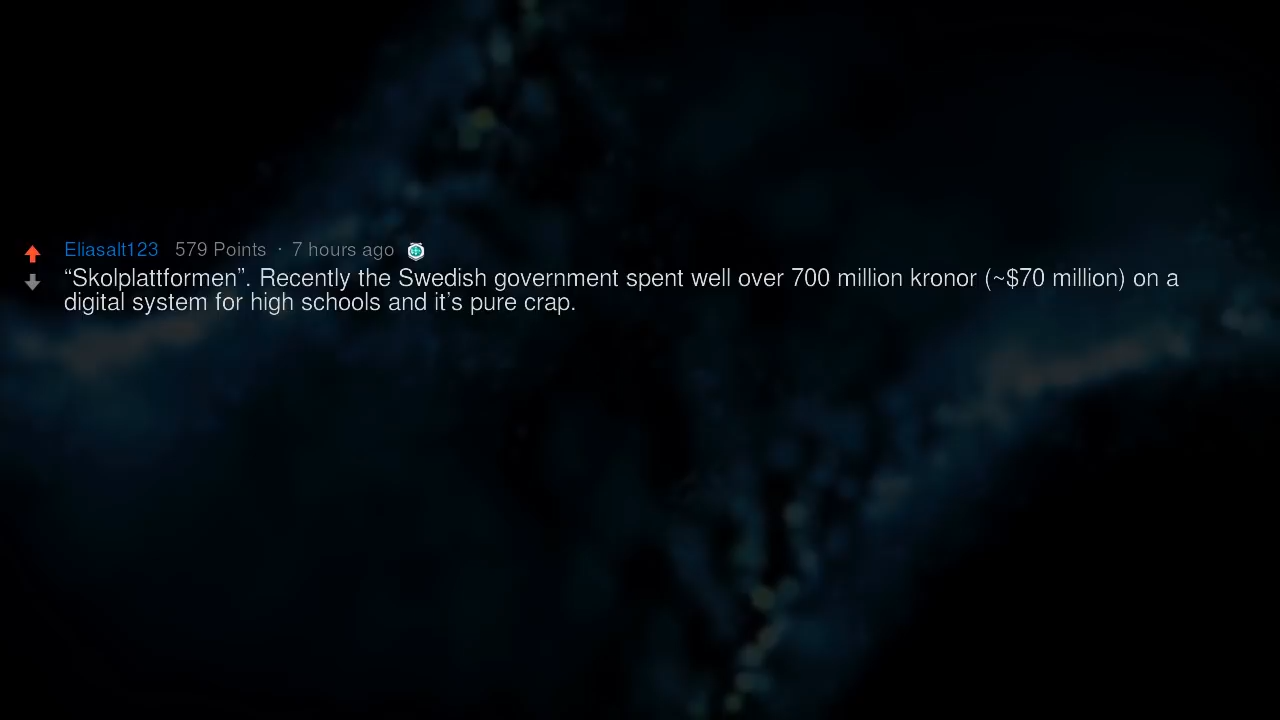 Eliasalt123 579 Points · 7 hours ago
“Skolplattformen”. Recently the Swedish government spent well over 700 million kronor (~$70 million) on a
digital system for high schools and it’s pure crap.